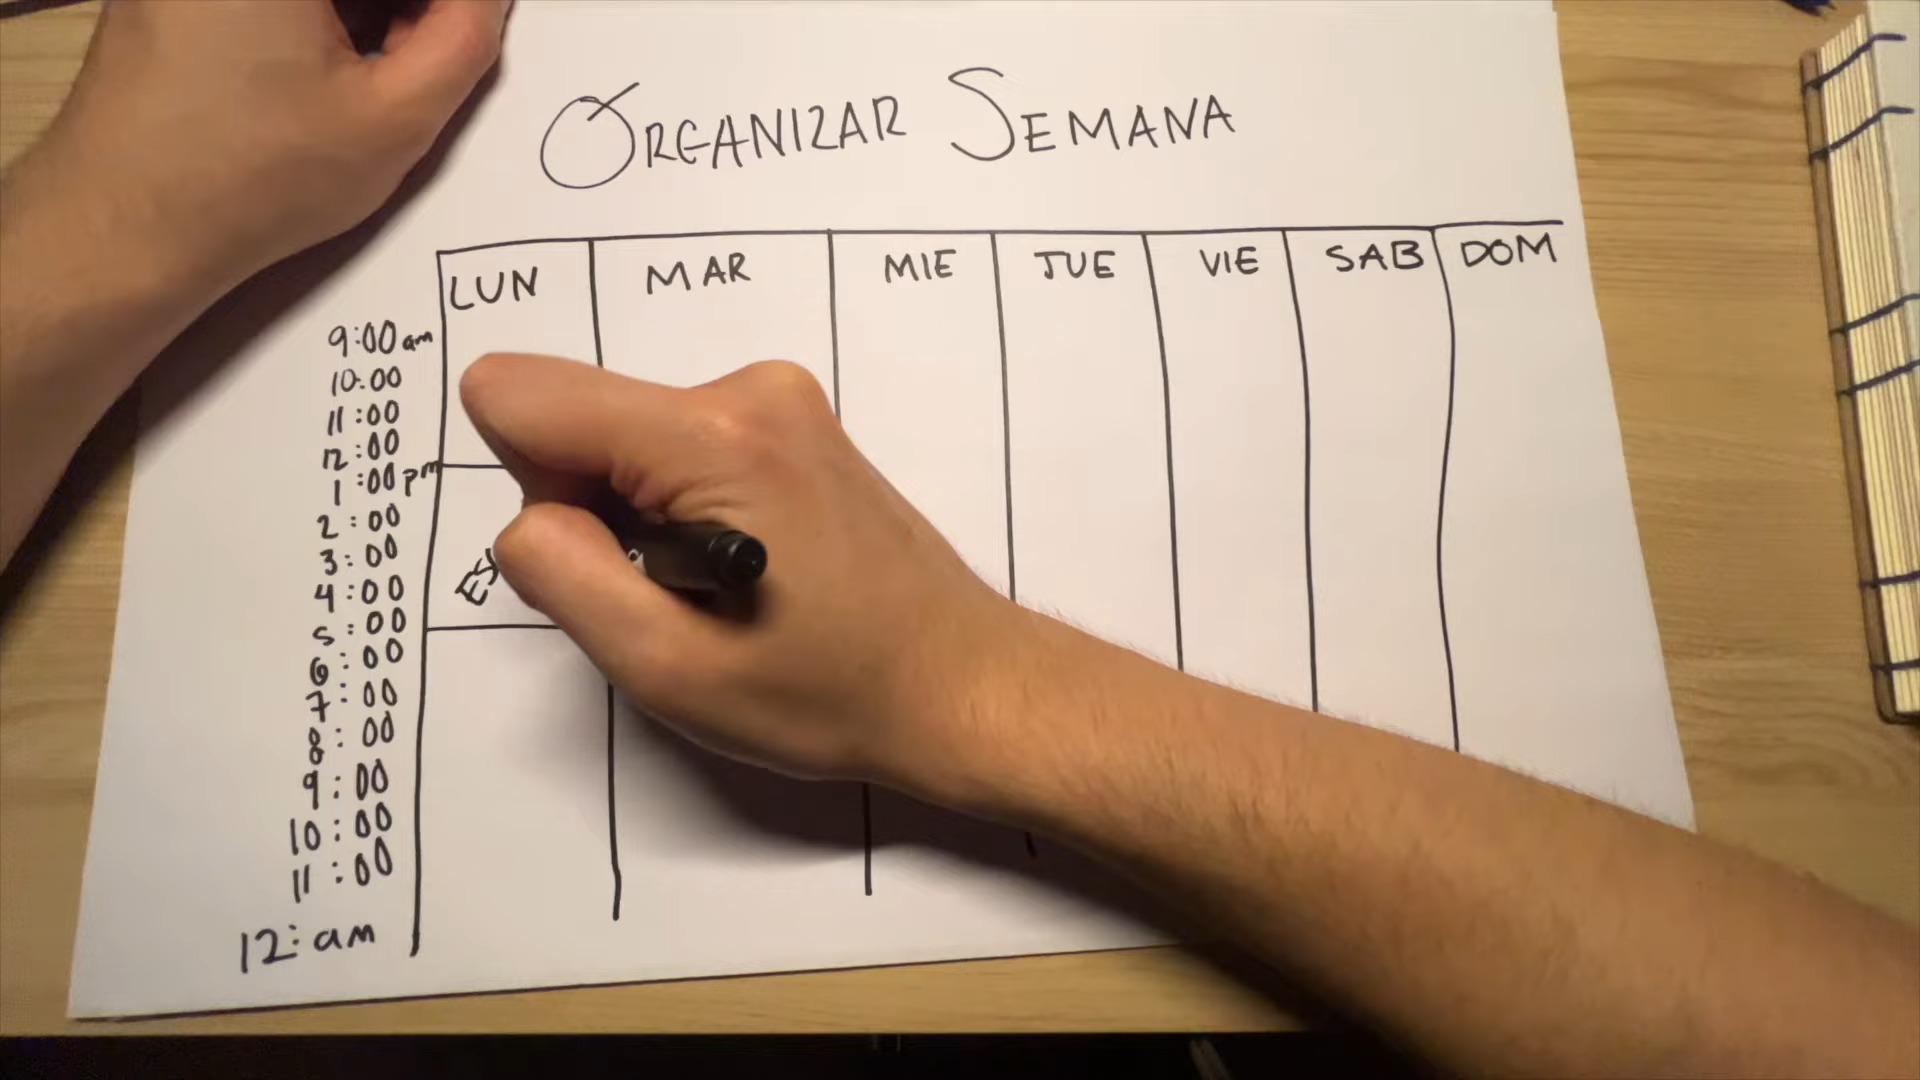 ORGANIZAR SEMANA
LUN MAR MIE JUE VIE SAB DOM
9:00 am
10:00
11:00
12:00
1:00 pm
2:00
3:00
4:00
5:00
6:00
7:00
8:00
9:00
10:00
11:00
12: am